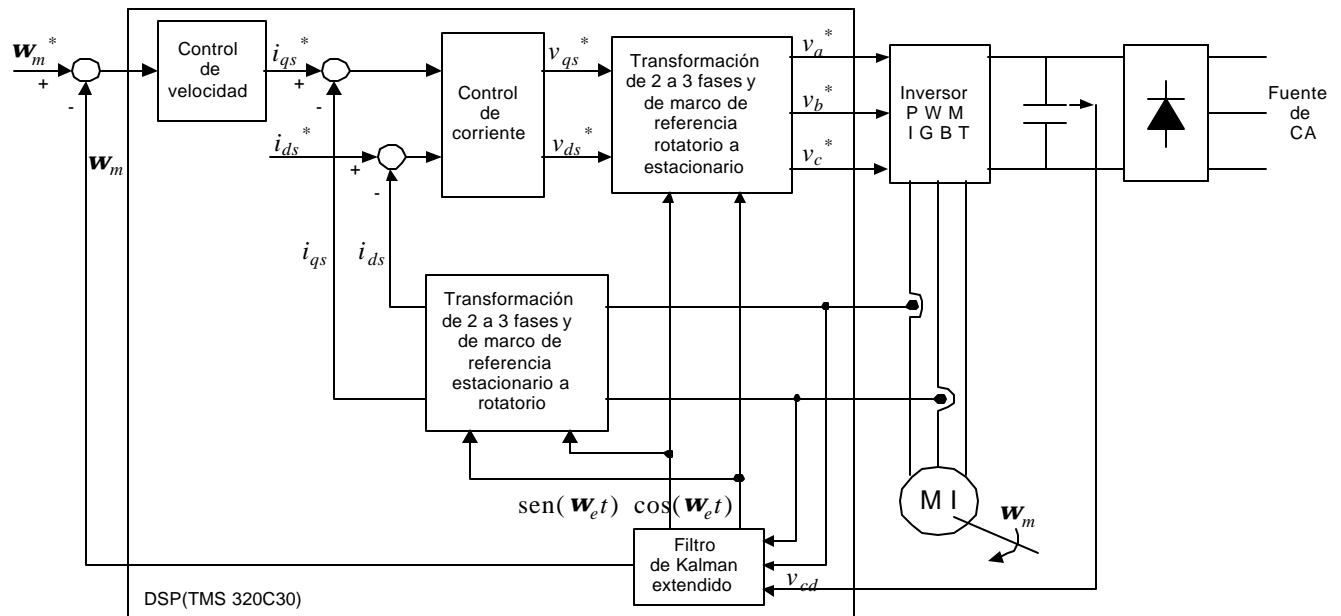 w_m^*
+
-
Control
de
velocidad
i_qs^*
+
-
i_ds^*
+
-
Control
de
corriente
v_qs^*
v_ds^*
Transformación
de 2 a 3 fases y
de marco de
referencia
rotatorio a
estacionario
v_a^*
v_b^*
v_c^*
Inversor
P W M
I G B T
Fuente
de
CA
w_m
i_qs
i_ds
Transformación
de 2 a 3 fases y
de marco de
referencia
estacionario a
rotatorio
sen(w_e t) cos(w_e t)
M I
w_m
Filtro
de Kalman
extendido
v_cd
DSP(TMS 320C30)